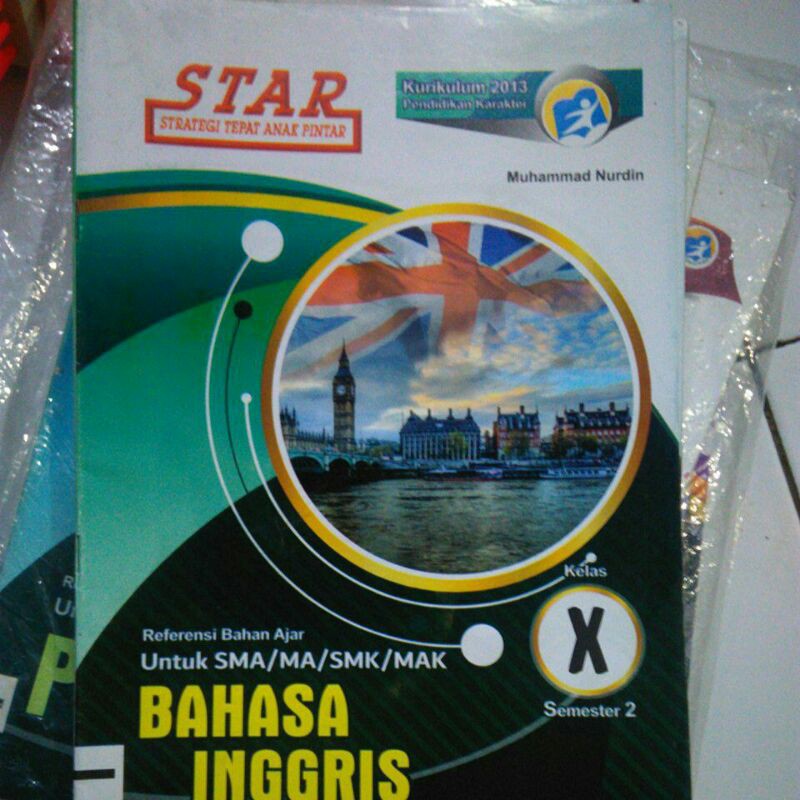 STAR
STRATEGI TEPAT ANAK PINTAR
Kurikulum 2013
Pendidikan Karakter
Muhammad Nurdin
Kelas
X
Semester 2
Referensi Bahan Ajar
Untuk SMA/MA/SMK/MAK
BAHASA
INGGRIS